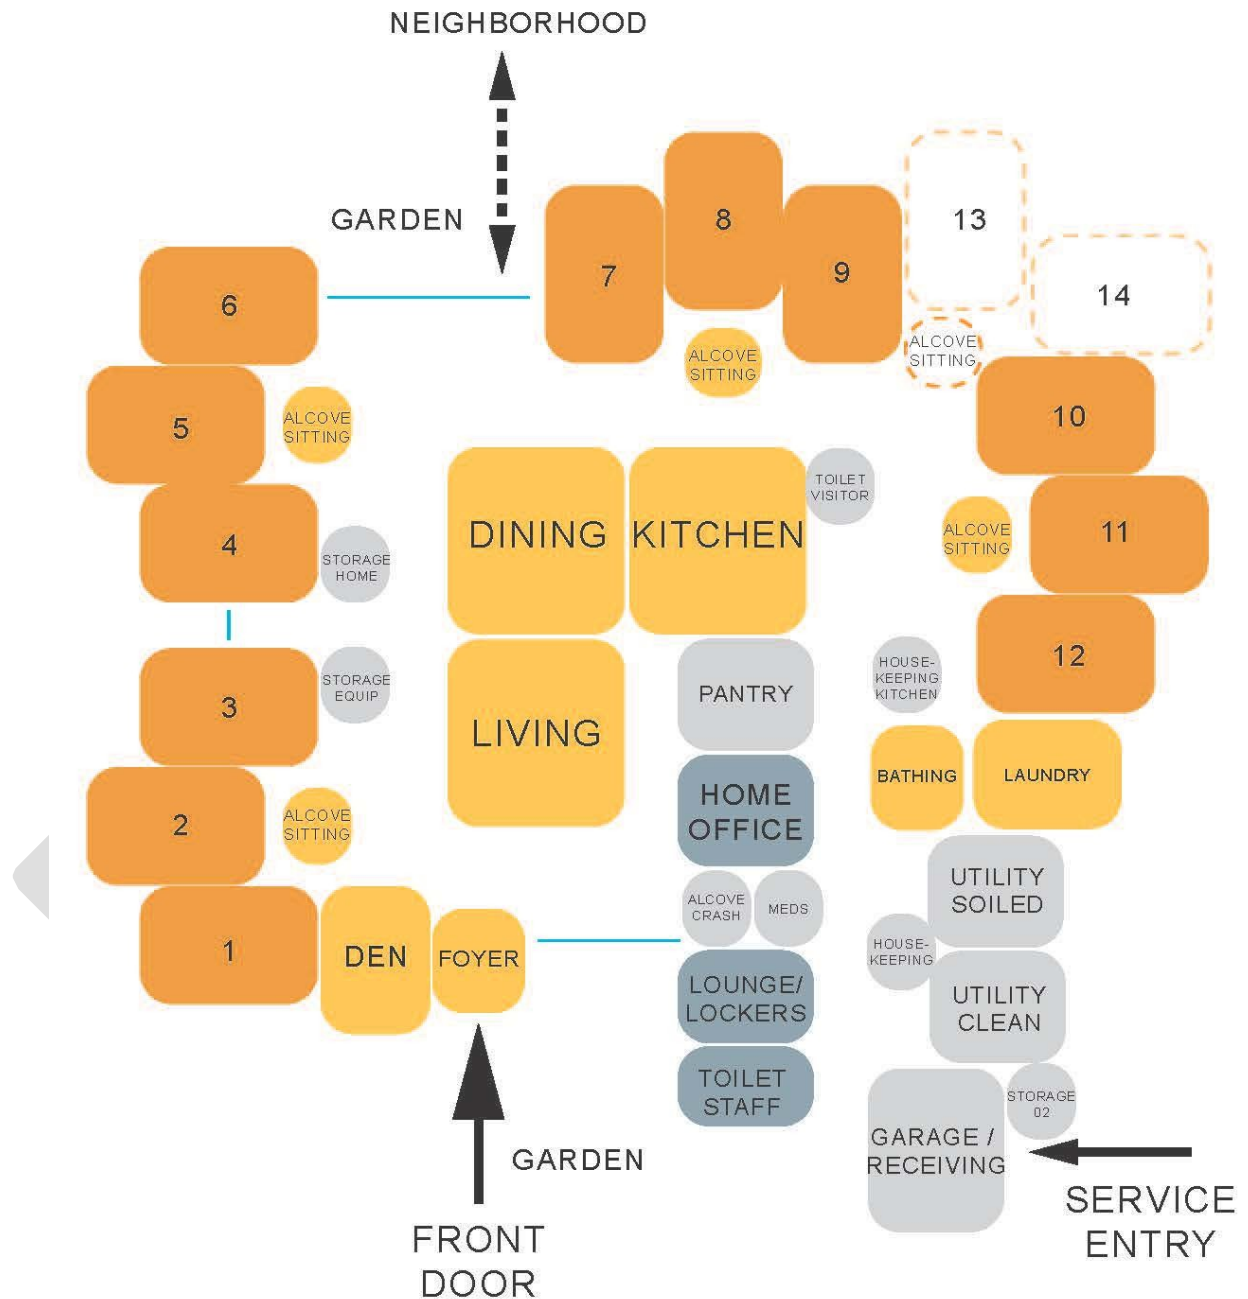 NEIGHBORHOOD
GARDEN
6
7
8
9
13
14
5
ALCOVE
SITTING
ALCOVE
SITTING
ALCOVE
SITTING
10
4
STORAGE
HOME
DINING
KITCHEN
TOILET
VISITOR
ALCOVE
SITTING
11
3
STORAGE
EQUIP
LIVING
PANTRY
HOUSE-
KEEPING
KITCHEN
12
2
ALCOVE
SITTING
HOME
OFFICE
BATHING
LAUNDRY
1
DEN
FOYER
ALCOVE
CRASH
MEDS
UTILITY
SOILED
HOUSE-
KEEPING
LOUNGE/
LOCKERS
UTILITY
CLEAN
TOILET
STAFF
STORAGE
02
GARAGE /
RECEIVING
GARDEN
FRONT
DOOR
SERVICE
ENTRY